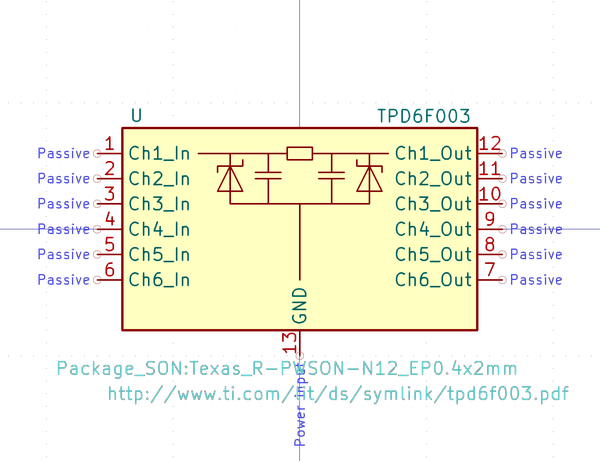 U TPD6F003
Passive 1 Ch1_In Ch1_Out 12 Passive
Passive 2 Ch2_In Ch2_Out 11 Passive
Passive 3 Ch3_In Ch3_Out 10 Passive
Passive 4 Ch4_In Ch4_Out 9 Passive
Passive 5 Ch5_In Ch5_Out 8 Passive
Passive 6 Ch6_In Ch6_Out 7 Passive
GND
13
Package_SON:Texas_R-PWSON-N12_EP0.4x2mm
http://www.ti.com/lit/ds/symlink/tpd6f003.pdf
Power input